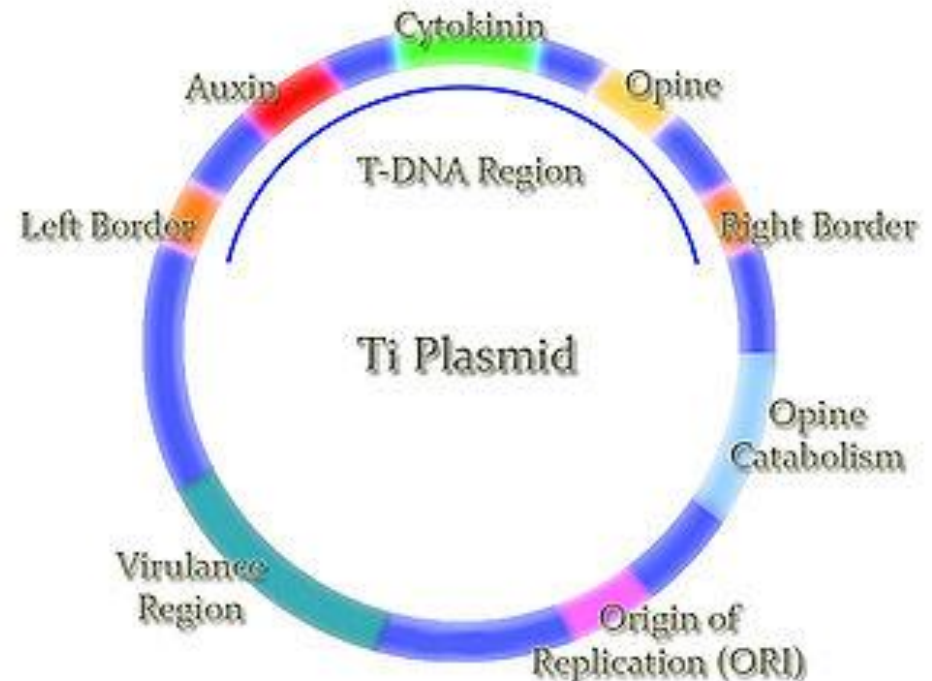 Cytokinin
Auxin
Opine
T-DNA Region
Left Border
Right Border
Ti Plasmid
Opine
Catabolism
Virulance
Region
Origin of
Replication (ORI)